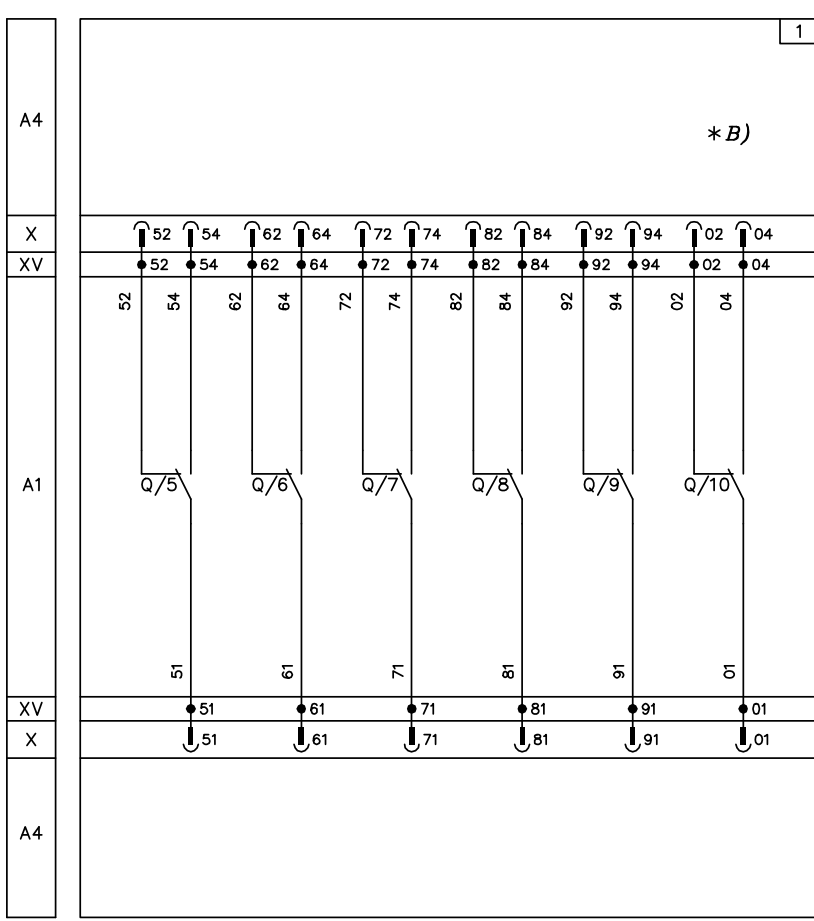 1
A4
*B)
X 52 54 62 64 72 74 82 84 92 94 02 04
XV 52 54 62 64 72 74 82 84 92 94 02 04
52 54 62 64 72 74 82 84 92 94 02 04
A1 Q/5 Q/6 Q/7 Q/8 Q/9 Q/10
51 61 71 81 91 01
XV 51 61 71 81 91 01
X 51 61 71 81 91 01
A4